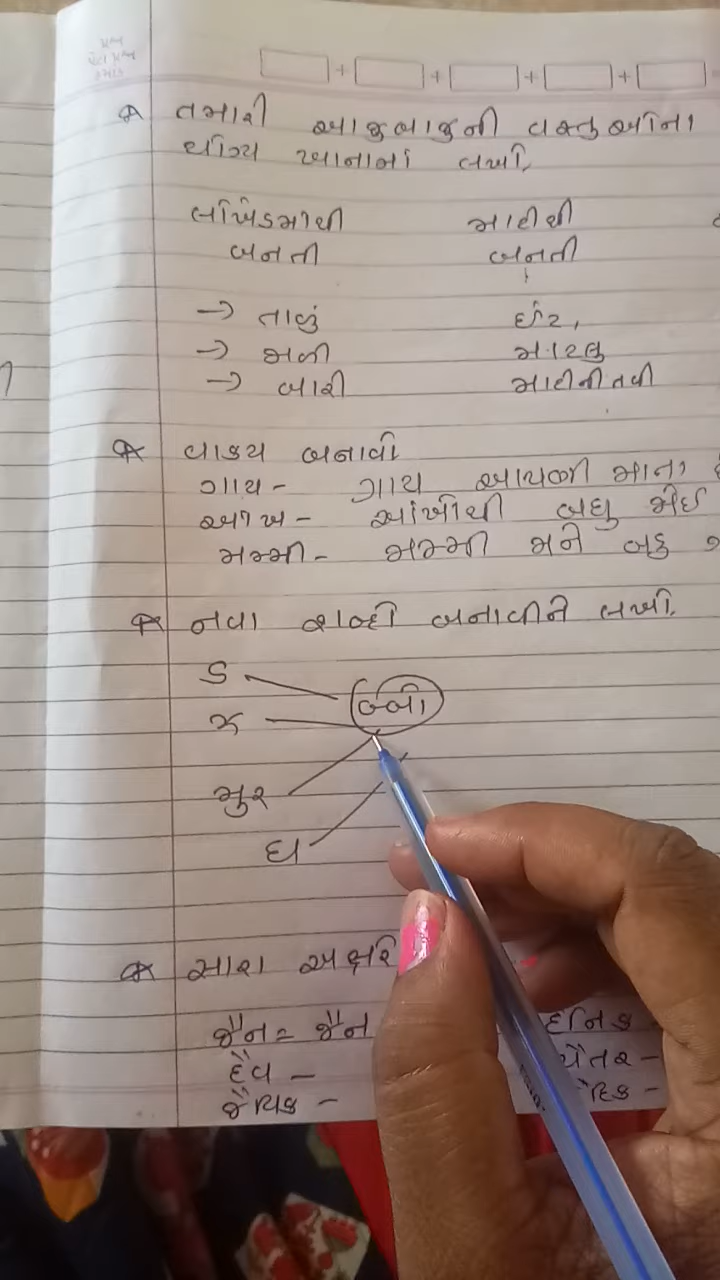 તમારી આજુબાજુની વસ્તુઓના
યોગ્ય ખાનામાં લખો.
લોખંડમાંથી માટીથી
બનતી બનતી
→ તાળું ઈંટ,
→ માટલુ
→ બારી માટીની તવી
વાકય બનાવો
ગાય - ગાય આપણી માતા
આંખ - આંખોથી બધુ જોઈ
મમ્મી - મમ્મી મને બહુ
નવા શબ્દો બનાવીને લખો.
ડ બ્બી
મુર
ઘ
સારા અક્ષરે
જૈન = જૈન દૈનિક
દૈવ - ચૈતર -
જૈયિક -